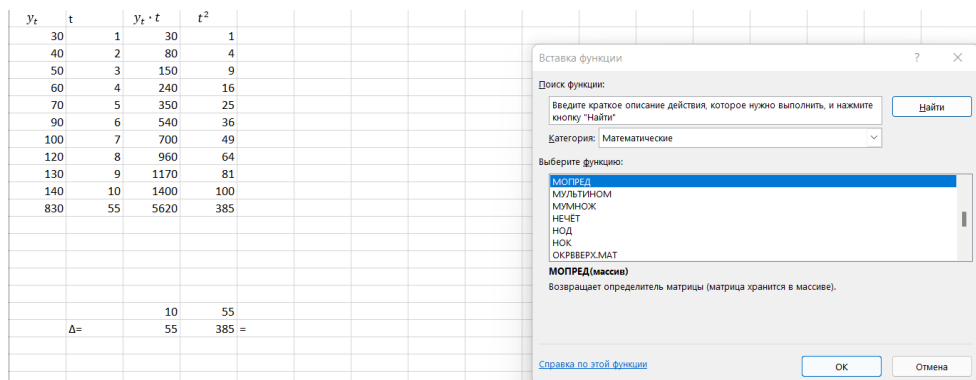 yₜ t yₜ · t t²
30 1 30 1
40 2 80 4
50 3 150 9
60 4 240 16
70 5 350 25
90 6 540 36
100 7 700 49
120 8 960 64
130 9 1170 81
140 10 1400 100
830 55 5620 385
10 55
Δ= 55 385 =
Вставка функции ? ×
Поиск функции:
Введите краткое описание действия, которое нужно выполнить, и нажмите
кнопку "Найти"
Найти
Категория: Математические
Выберите функцию:
МОПРЕД
МУЛЬТИНОМ
МУМНОЖ
НЕЧЁТ
НОД
НОК
ОКРВВЕРХ.МАТ
МОПРЕД(массив)
Возвращает определитель матрицы (матрица хранится в массиве).
Справка по этой функции
ОК
Отмена